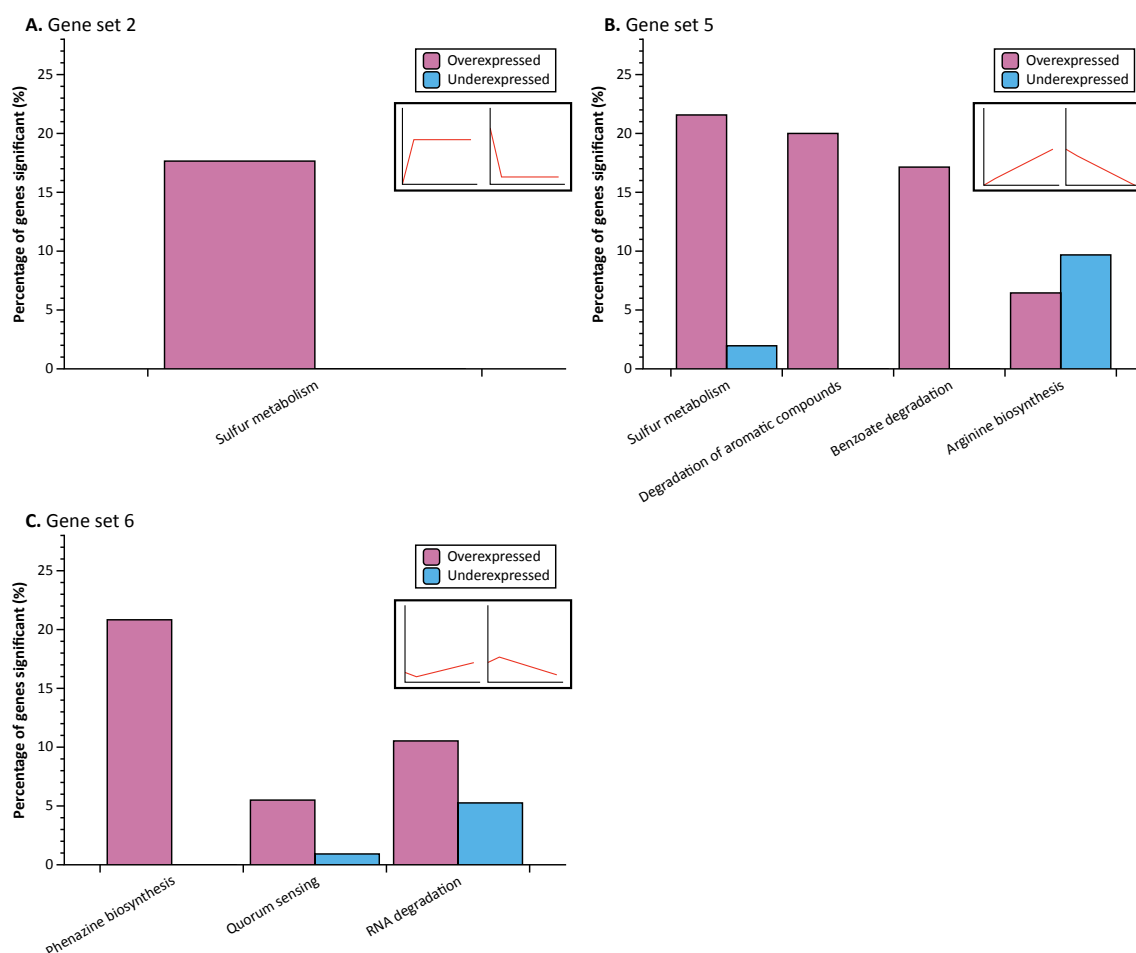 A. Gene set 2
Overexpressed
Underexpressed
Percentage of genes significant (%)
25
20
15
10
5
0
Sulfur metabolism
B. Gene set 5
Overexpressed
Underexpressed
Percentage of genes significant (%)
25
20
15
10
5
0
Sulfur metabolism
Degradation of aromatic compounds
Benzoate degradation
Arginine biosynthesis
C. Gene set 6
Overexpressed
Underexpressed
Percentage of genes significant (%)
25
20
15
10
5
0
Phenazine biosynthesis
Quorum sensing
RNA degradation